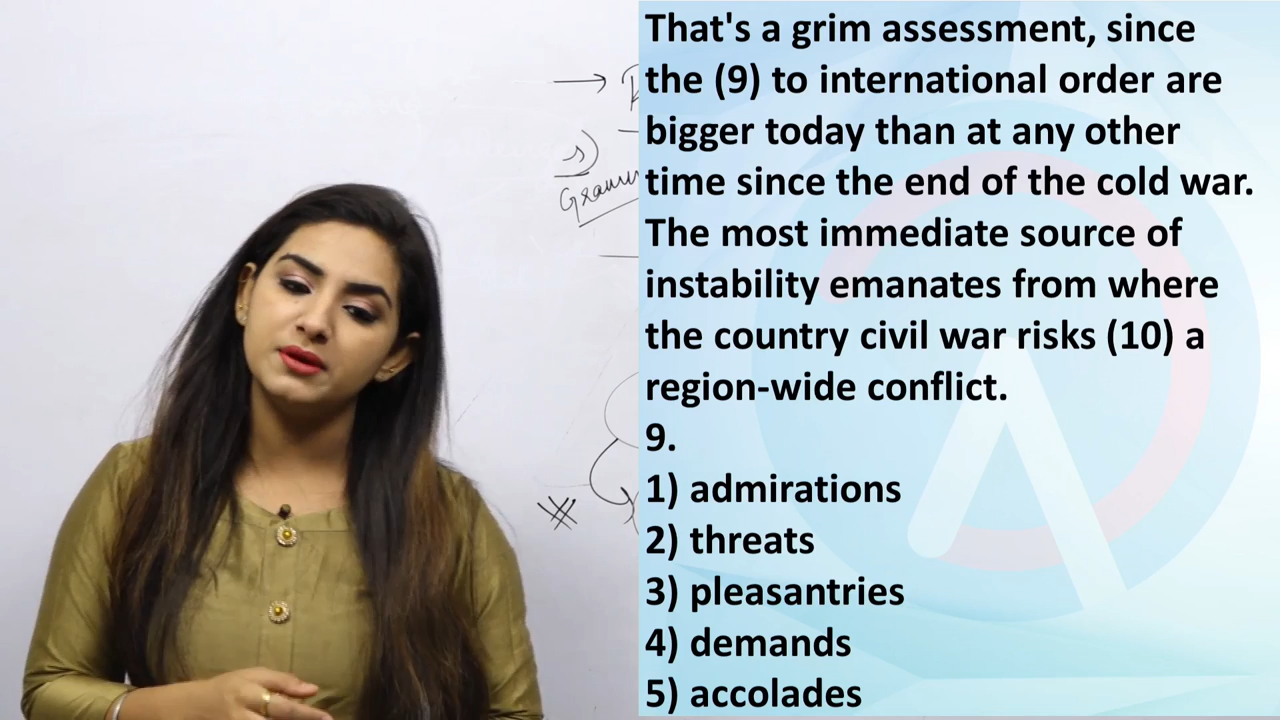 That's a grim assessment, since
the (9) to international order are
bigger today than at any other
time since the end of the cold war.
The most immediate source of
instability emanates from where
the country civil war risks (10) a
region-wide conflict.
9.
1) admirations
2) threats
3) pleasantries
4) demands
5) accolades